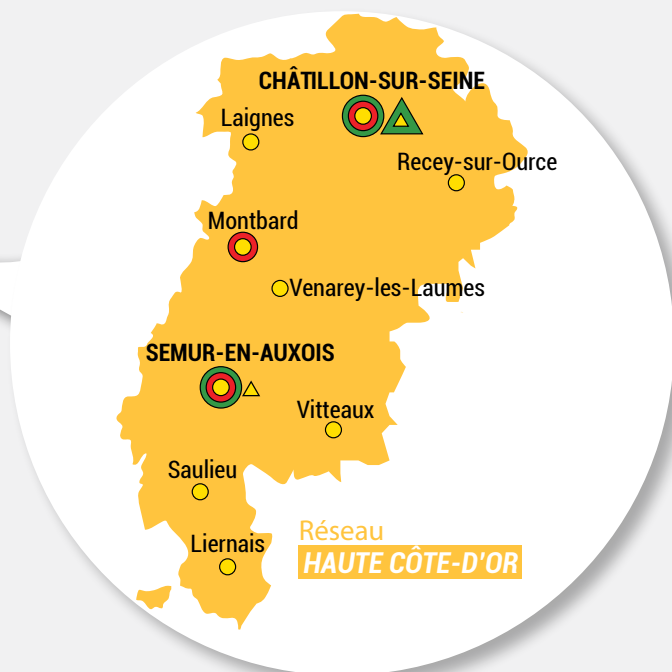 CHÂTILLON-SUR-SEINE
Laignes
Recey-sur-Ource
Montbard
Venarey-les-Laumes
SEMUR-EN-AUXOIS
Vitteaux
Saulieu
Liernais
Réseau
HAUTE CÔTE-D'OR